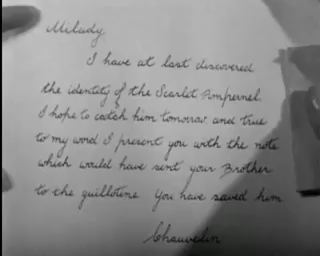 Milady,
I have at last discovered
the identity of the Scarlet Pimpernel.
I hope to catch him tomorrow, and true
to my word I present you with the note
which would have sent your Brother
to the guillotine. You have saved him
Chauvelin